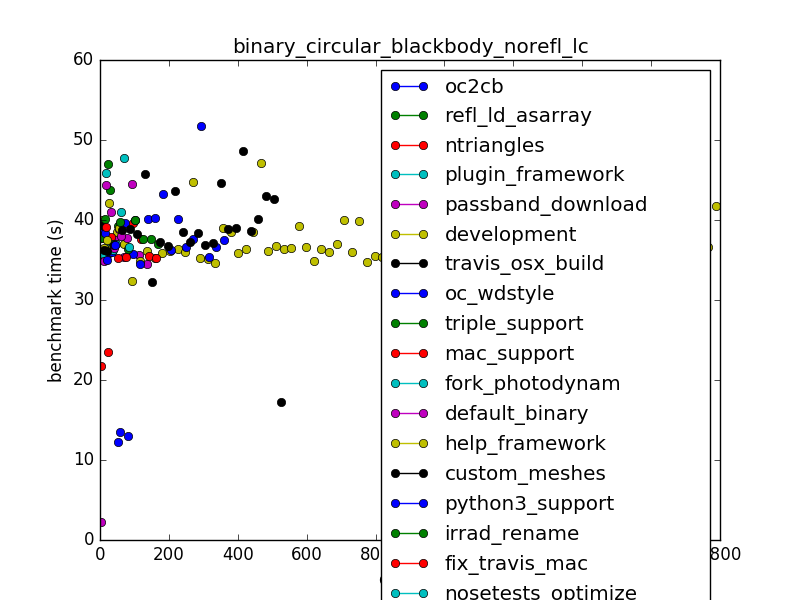 binary_circular_blackbody_norefl_lc
60
50
40
30
20
10
0
benchmark time (s)
0
200
400
600
800
oc2cb
refl_ld_asarray
ntriangles
plugin_framework
passband_download
development
travis_osx_build
oc_wdstyle
triple_support
mac_support
fork_photodynam
default_binary
help_framework
custom_meshes
python3_support
irrad_rename
fix_travis_mac
nosetests_optimize